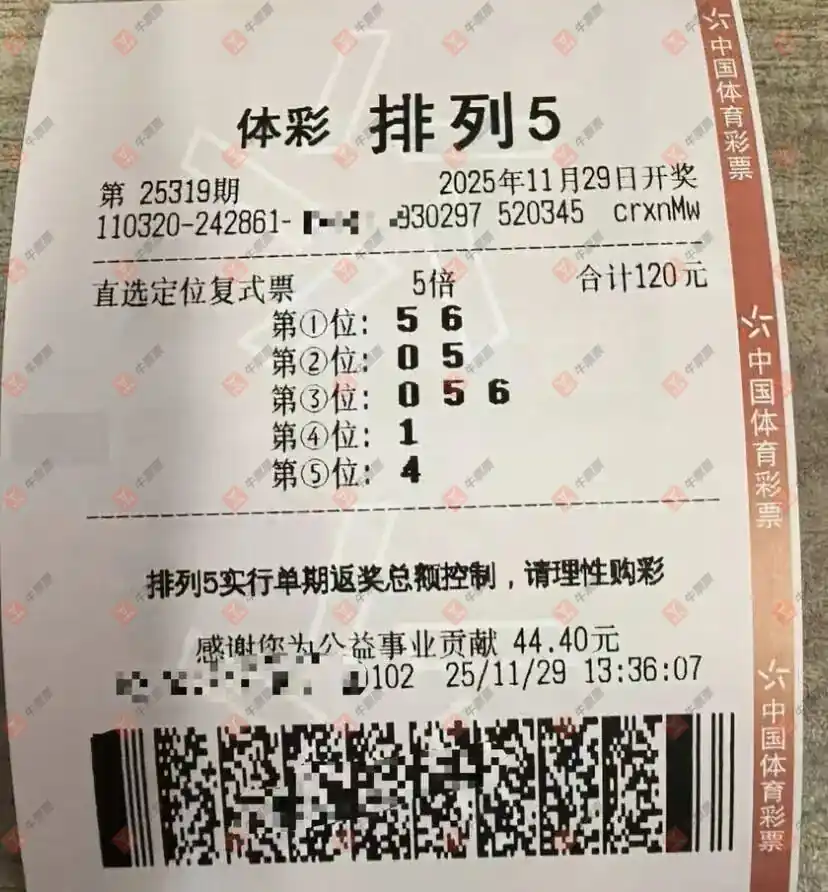 体彩 排列5
第 25319期 2025年11月29日开奖
110320-242861- 930297 520345 crxnMw
直选定位复式票 5倍 合计120元
第①位: 5 6
第②位: 0 5
第③位: 0 5 6
第④位: 1
第⑤位: 4
排列5实行单期返奖总额控制，请理性购彩
感谢您为公益事业贡献 44.40元
102 25/11/29 13:36:07
中国体育彩票
中国体育彩票
中国体育彩票